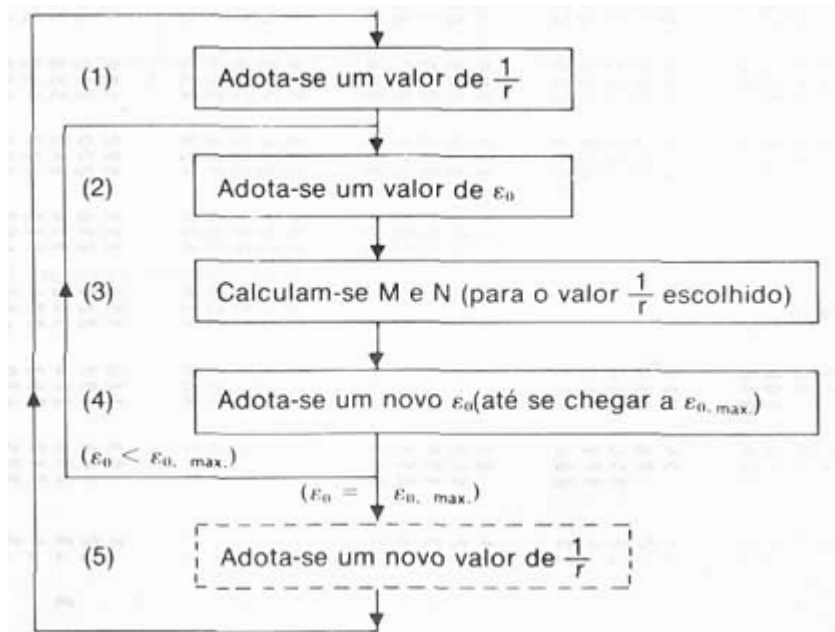 (1) Adota-se um valor de 1/r
(2) Adota-se um valor de ε₀
(3) Calculam-se M e N (para o valor 1/r escolhido)
(4) Adota-se um novo ε₀(até se chegar a ε₀, max.)
(ε₀ < ε₀, max.)
(ε₀ = ε₀, max.)
(5) Adota-se um novo valor de 1/r